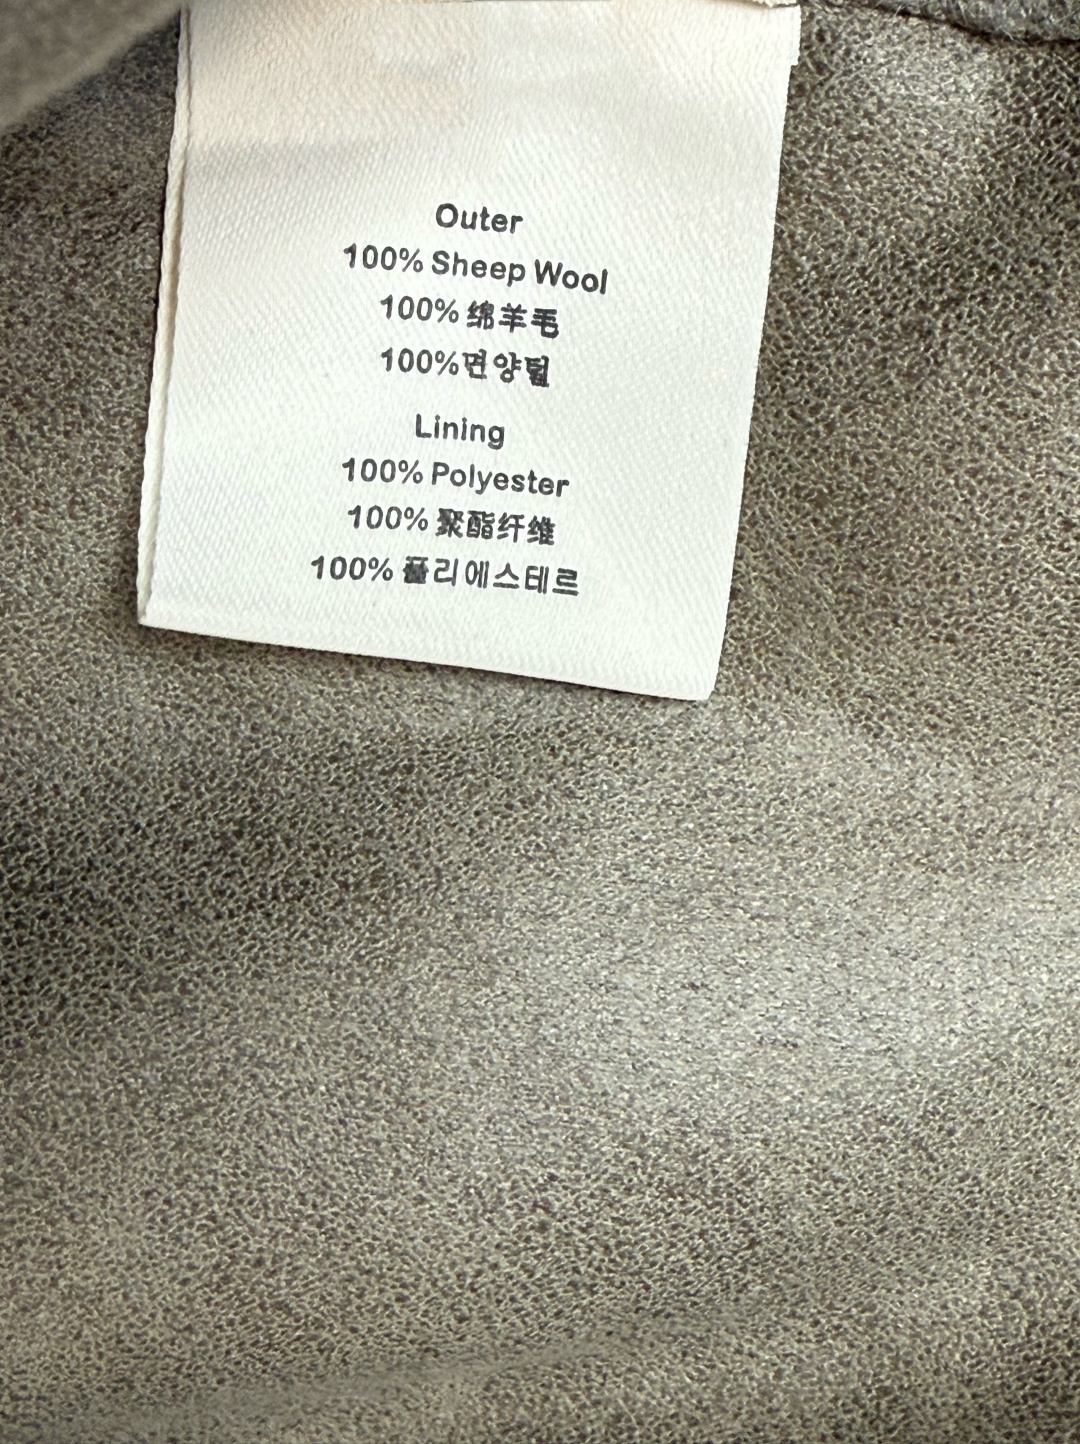 Outer
100% Sheep Wool
100% 绵羊毛
100%면양털
Lining
100% Polyester
100% 聚酯纤维
100% 폴리에스테르